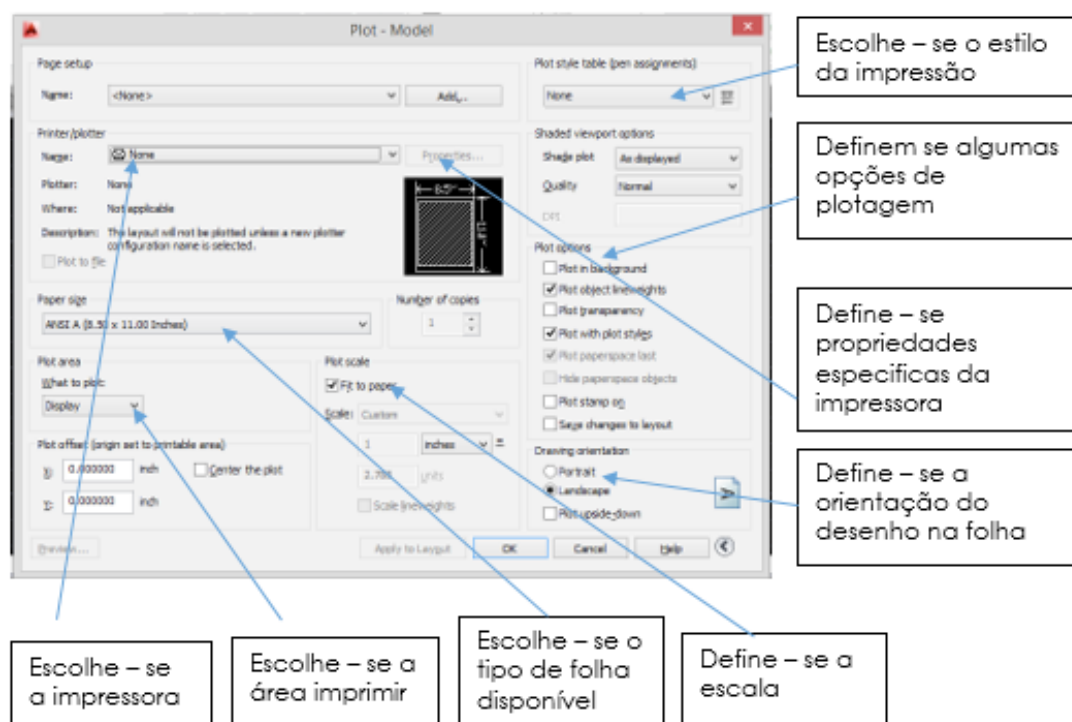 Plot - Model
Page setup
Name: <None> Add...
Printer/plotter
Name: None Properties...
Plotter: None
Where: Not applicable
Description: The layout will not be plotted unless a new plotter
configuration name is selected.
Plot to file
8.5"
11.0"
Paper size
ANSI A (8.50 x 11.00 Inches)
Number of copies
1
Plot area
What to plot:
Display
Plot scale
Fit to paper
Scale: Custom
1 inches =
2.788 units
Scale lineweights
Plot offset (origin set to printable area)
X: 0.000000 inch Center the plot
Y: 0.000000 inch
Plot style table (pen assignments)
None
Shaded viewport options
Shade plot As displayed
Quality Normal
DPI
Plot options
Plot in background
Plot object lineweights
Plot transparency
Plot with plot styles
Plot paperspace last
Hide paperspace objects
Plot stamp on
Save changes to layout
Drawing orientation
Portrait
Landscape
Plot upside-down
A
Preview... Apply to Layout OK Cancel Help
Escolhe – se o estilo
da impressão
Definem se algumas
opções de
plotagem
Define – se
propriedades
especificas da
impressora
Define – se a
orientação do
desenho na folha
Escolhe – se
a impressora
Escolhe – se a
área imprimir
Escolhe – se o
tipo de folha
disponível
Define – se a
escala